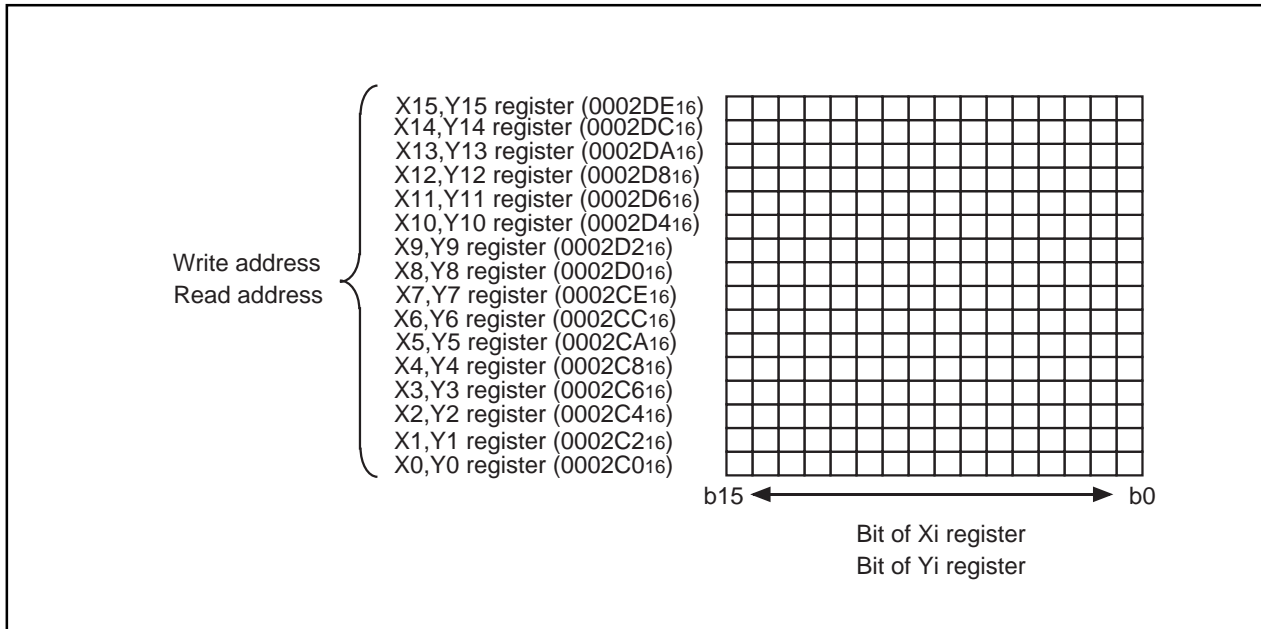 X15,Y15 register (0002DE16)
X14,Y14 register (0002DC16)
X13,Y13 register (0002DA16)
X12,Y12 register (0002D816)
X11,Y11 register (0002D616)
X10,Y10 register (0002D416)
X9,Y9 register (0002D216)
X8,Y8 register (0002D016)
X7,Y7 register (0002CE16)
X6,Y6 register (0002CC16)
X5,Y5 register (0002CA16)
X4,Y4 register (0002C816)
X3,Y3 register (0002C616)
X2,Y2 register (0002C416)
X1,Y1 register (0002C216)
X0,Y0 register (0002C016)
Write address
Read address
b15 b0
Bit of Xi register
Bit of Yi register